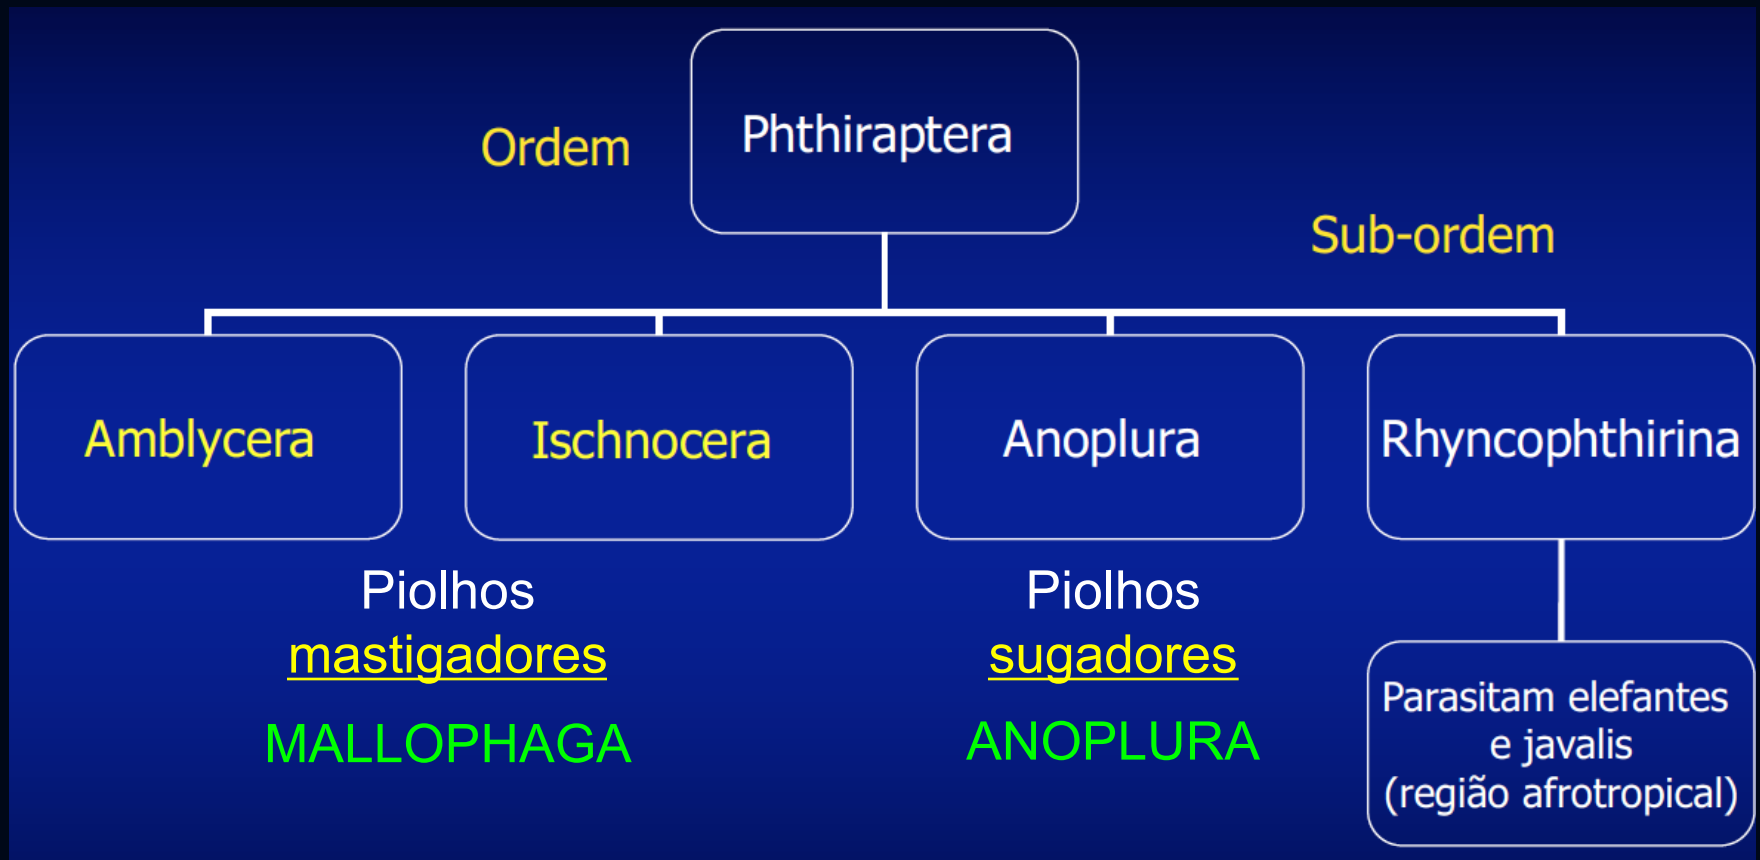 Ordem
Phthiraptera
Sub-ordem
Amblycera
Ischnocera
Anoplura
Rhyncophthirina
Piolhos
mastigadores
MALLOPHAGA
Piolhos
sugadores
ANOPLURA
Parasitam elefantes
e javalis
(região afrotropical)